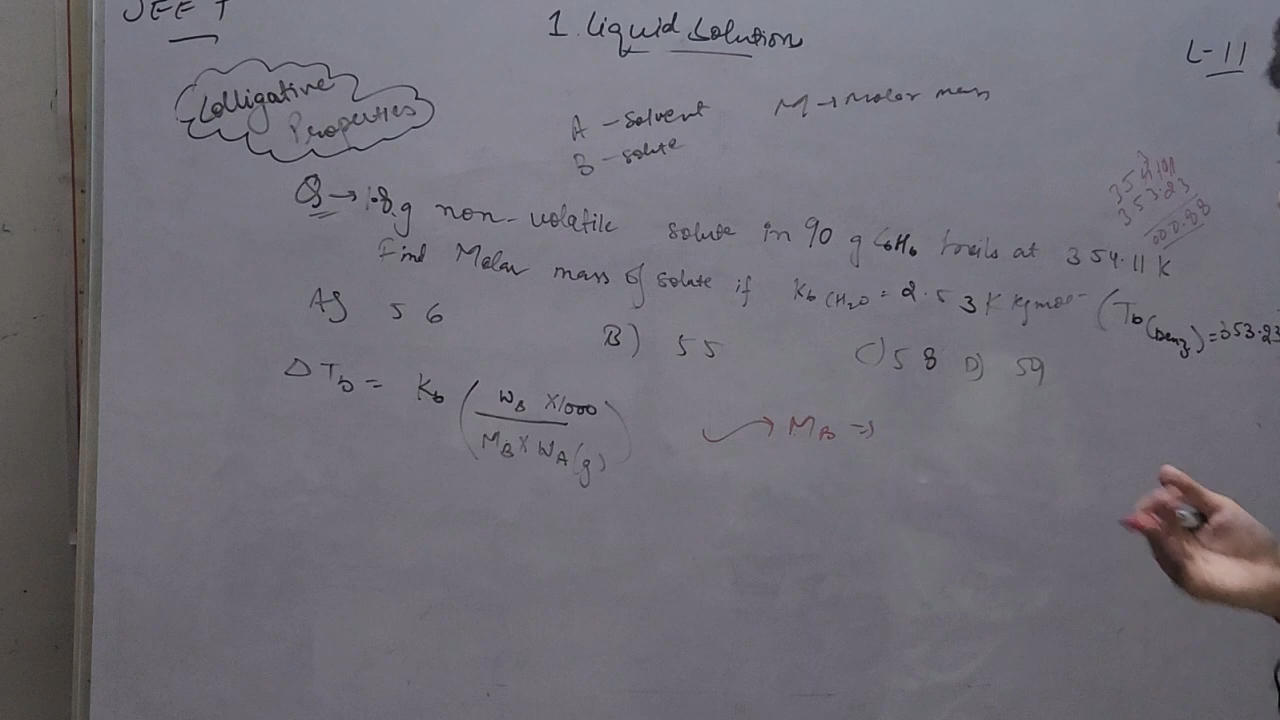 JEE
1. Liquid Solution
L-11
Colligative
Properties
A - Solvent M → Molar mass
B - Solute
Q → 1.8 g non-volatile solute in 90 g C6H6 boils at 354.11 K
Find Molar mass of solute if Kb (H2O = 2.53 K Kg mol- (Tb (Benz) = 353.23
354.11
353.23
000.88
A) 56 B) 55 C) 58 D) 59
ΔTb = Kb ( WB X1000 / MB X WA(g) ) → MB ⇒